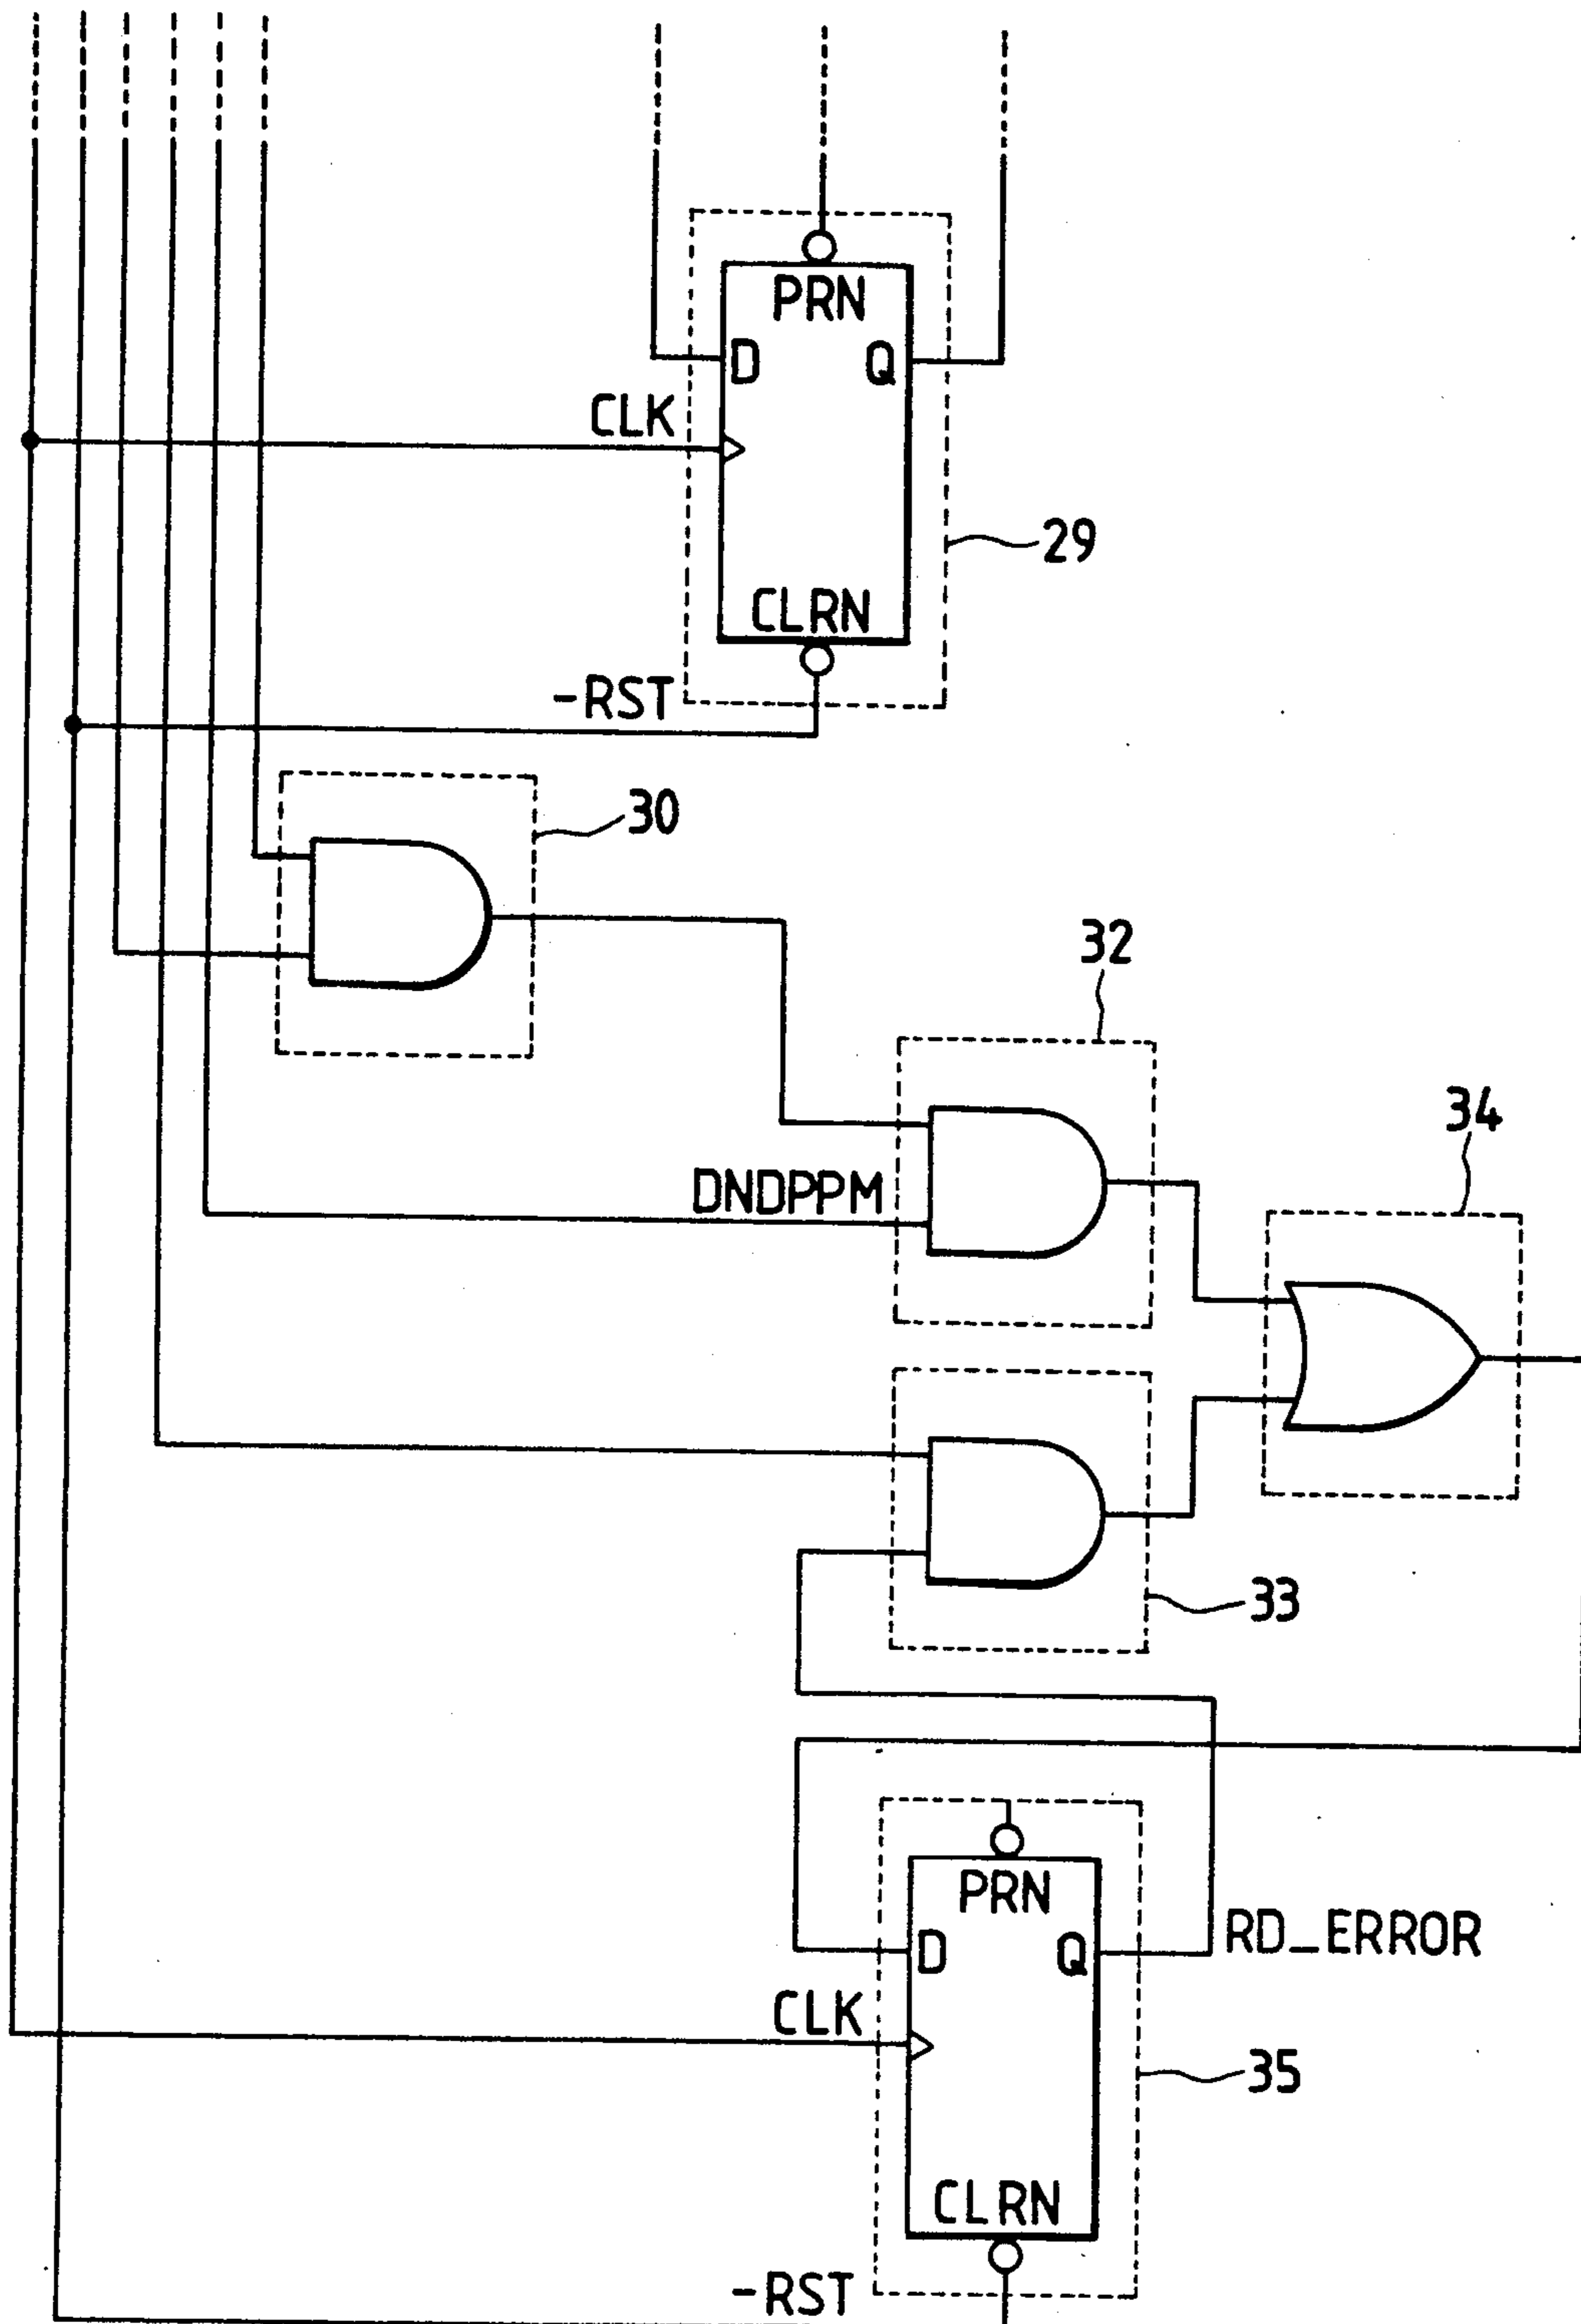 PRN
D Q
CLK
29
CLRN
-RST
30
32
34
DNDPPM
33
PRN
D Q
RD_ERROR
CLK
35
CLRN
-RST